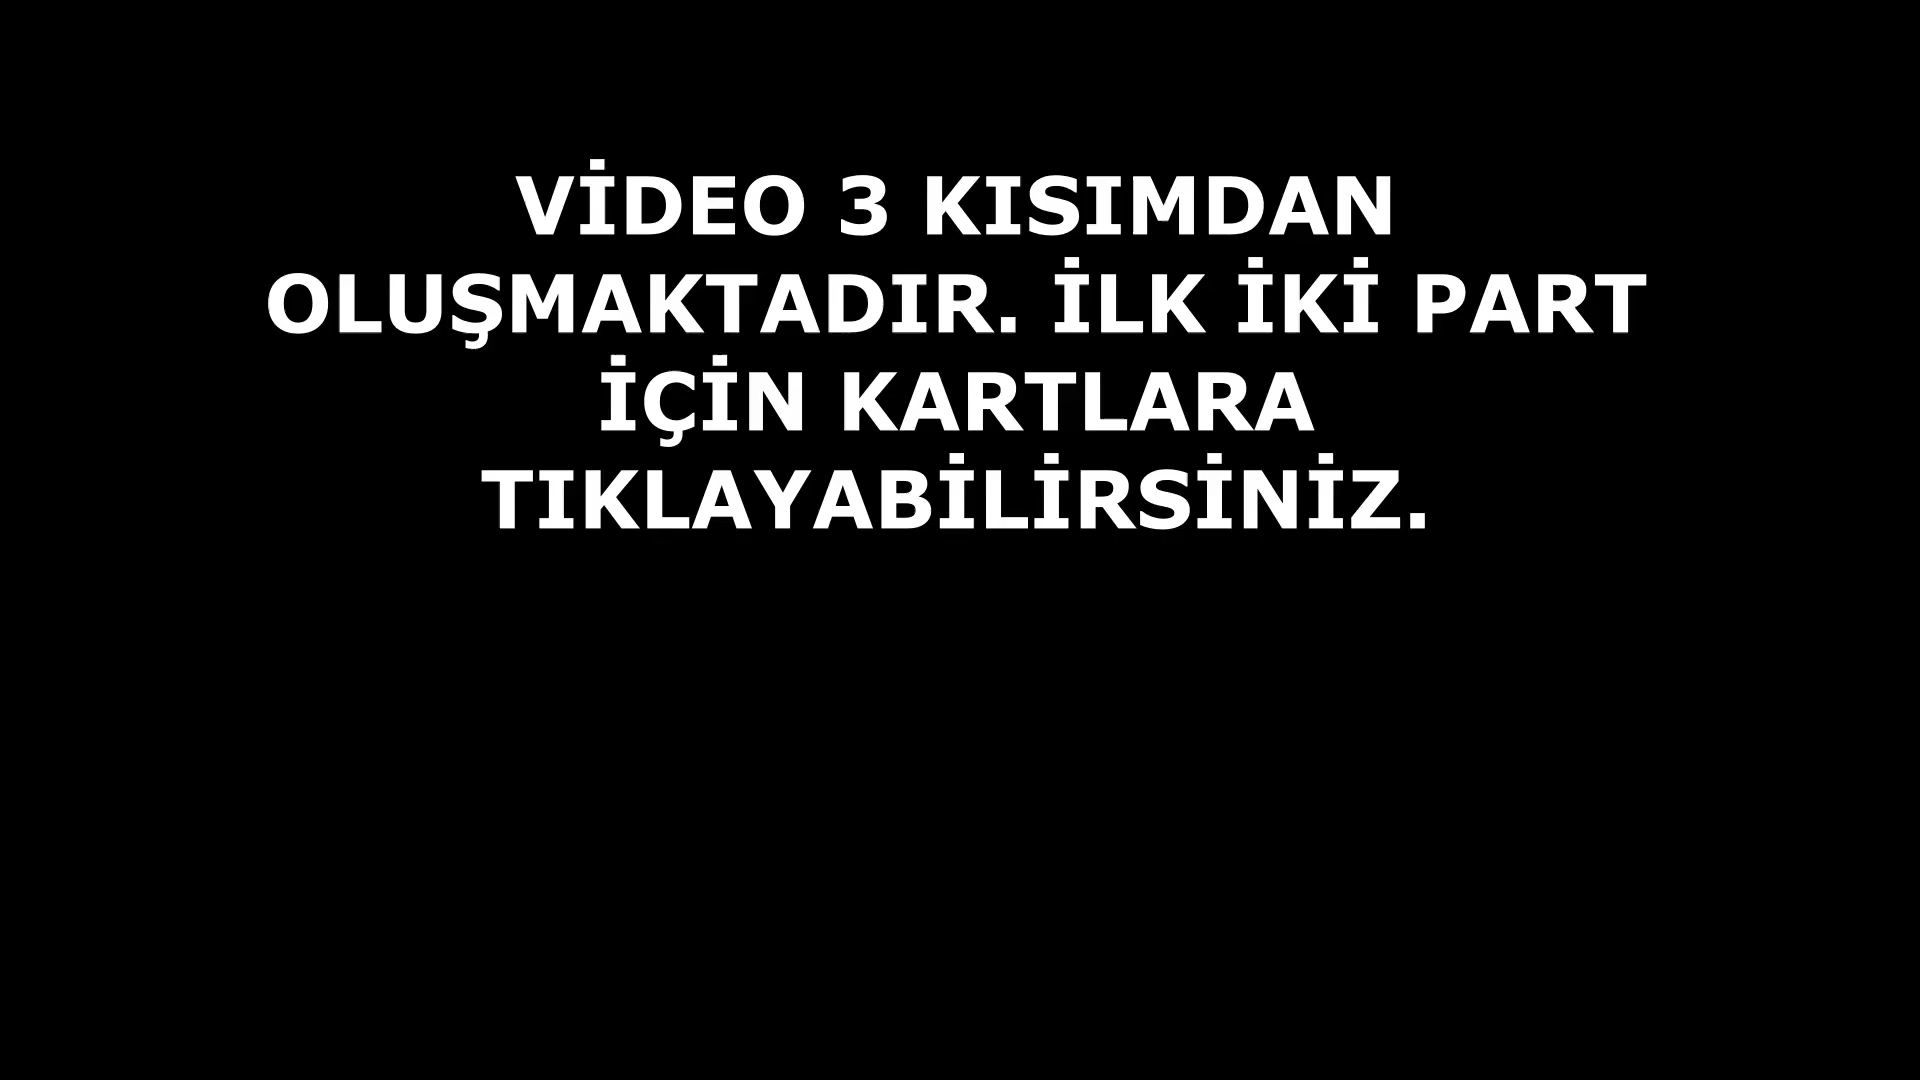 VİDEO 3 KISIMDAN
OLUŞMAKTADIR. İLK İKİ PART
İÇİN KARTLARA
TIKLAYABİLİRSİNİZ.